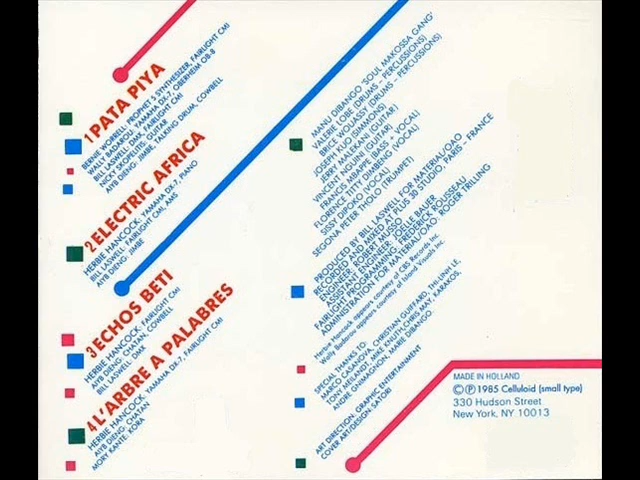 1 PATA PIYA
BERNIE WORRELL: PROPHET 5 SYNTHESIZER, FAIRLIGHT CMI
WALLY BADAROU: YAMAHA DX-7, OBERHEIM OB-8
BILL LASWELL: DMX, FAIRLIGHT CMI
NICKY SKOPELITIS: GUITAR
AIYB DIENG: JIMBE, TALKING DRUM, COWBELL
2 ELECTRIC AFRICA
HERBIE HANCOCK: YAMAHA DX-7, PIANO
BILL LASWELL: FAIRLIGHT CMI, AMS
AIYB DIENG: JIMBE
3 ECHOS BETI
HERBIE HANCOCK: FAIRLIGHT CMI
AIYB DIENG: CHATAN, COWBELL
BILL LASWELL: DMX
4 L'ARBRE A PALABRES
HERBIE HANCOCK: YAMAHA DX-7, FAIRLIGHT CMI
AIYB DIENG: CHATAN
MORY KANTE: KORA
MANU DIBANGO 'SOUL MAKOSSA GANG'
VALERIE LOBE (DRUMS - PERCUSSIONS)
BRICE WOUASSY (DRUMS - PERCUSSIONS)
JOSEPH KUO (SIMMONS)
JERRY MALEKANI (GUITAR)
VINCENT NGUINI (GUITAR)
FRANCIS MBAPPE (BASS + VOCAL)
FLORENCE TITTY DIMBENG (VOCAL)
SISSY DIPOKO (VOCAL)
SEGONA PETER THOLO (TRUMPET)
PRODUCED BY BILL LASWELL FOR MATERIAL/OAO
RECORDED AND MIXED AT PLUS 30 STUDIO, PARIS - FRANCE
ENGINEER: ROBERT MUSSO
ASSISTANT ENGINEER: JOELLE BAUER
FAIRLIGHT PROGRAMMING: FREDERICK ROUSSEAU
ADMINISTRATION FOR MATERIAL/OAO: ROGER TRILLING
Herbie Hancock appears courtesy of CBS Records Inc.
Wally Badarou appears courtesy of Island Visuals Inc.
SPECIAL THANKS TO:
MARCO CASANOVA, CHRISTIAN GUIFFARD,
TONY MEILANDT, MIKE KNUTH, CHRIS MAY, KARAKOS,
ANDRE GNIMAGNON, MARIE DIBANGO
ART DIRECTION: GRAPHIC ENTERTAINMENT
COVER ART/DESIGN: SATORI
MADE IN HOLLAND
© ℗ 1985 Celluloid (small type)
330 Hudson Street
New York, NY 10013